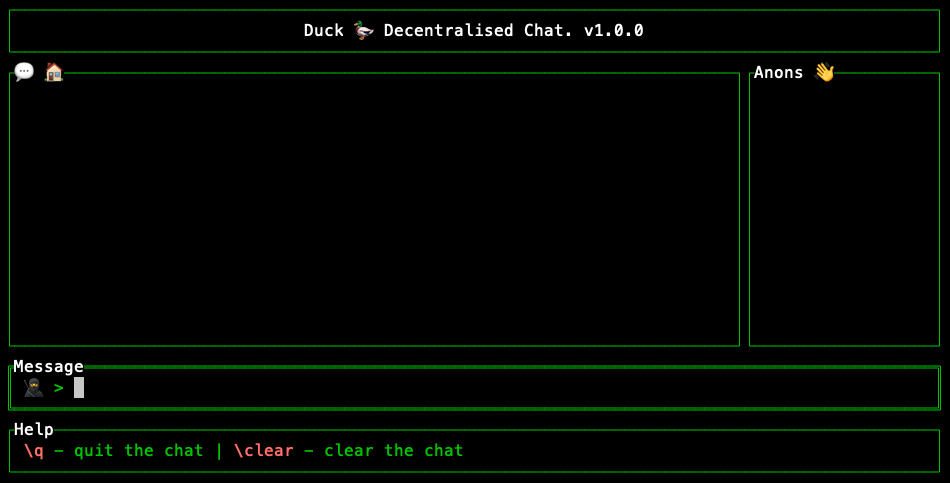 Duck 🦆 Decentralised Chat. v1.0.0
💬 🏠
Anons 👋
Message
🥷 >
Help
\q - quit the chat | \clear - clear the chat